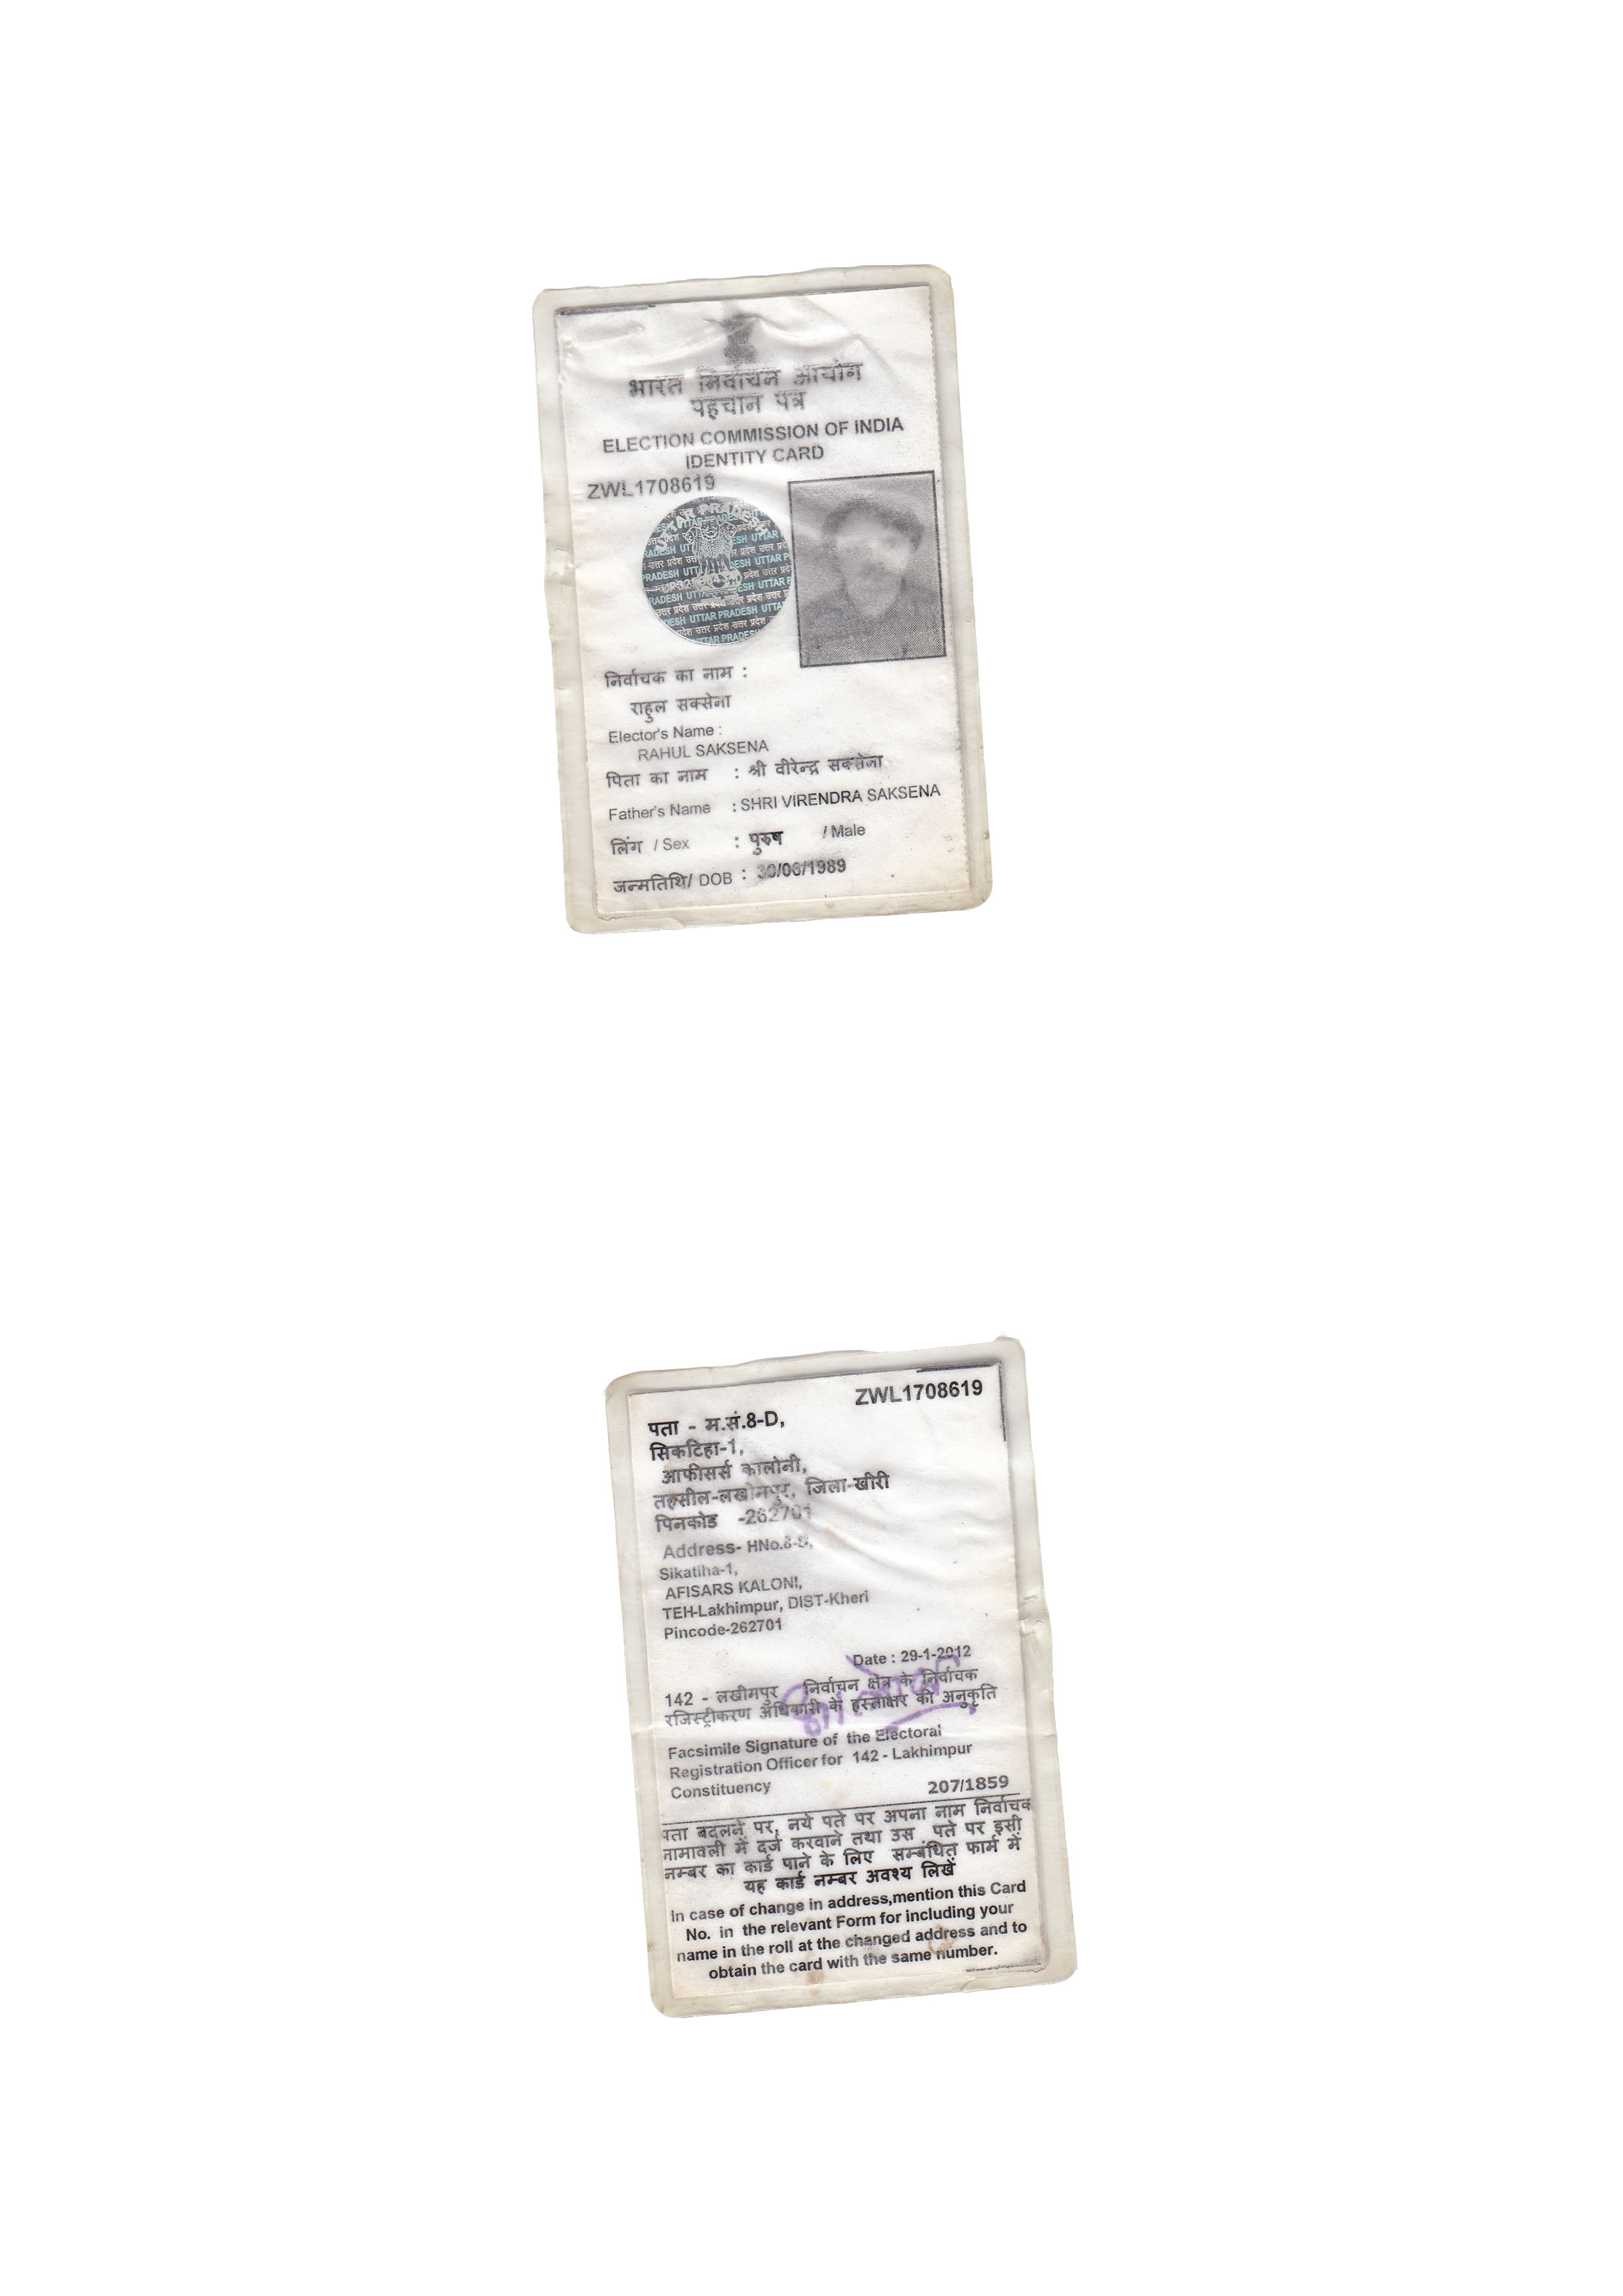 भारत निर्वाचन आयोग
पहचान पत्र
ELECTION COMMISSION OF INDIA
IDENTITY CARD
ZWL1708619
UTTAR PRADESH
निर्वाचक का नाम :
राहुल सक्सेना
Elector's Name :
RAHUL SAKSENA
पिता का नाम : श्री वीरेन्द्र सक्सेना
Father's Name : SHRI VIRENDRA SAKSENA
लिंग / Sex : पुरुष / Male
जन्मतिथि/ DOB : 30/06/1989
ZWL1708619
पता - म.सं.8-D,
सिकटिहा-1,
आफीसर्स कालोनी,
तहसील-लखीमपुर, जिला-खीरी
पिनकोड -262701
Address- HNo.8-D,
Sikatiha-1,
AFISARS KALONI,
TEH-Lakhimpur, DIST-Kheri
Pincode-262701
Date : 29-1-2012
142 - लखीमपुर निर्वाचन क्षेत्र के निर्वाचक
रजिस्ट्रीकरण अधिकारी के हस्ताक्षर की अनुकृति
Facsimile Signature of the Electoral
Registration Officer for 142 - Lakhimpur
Constituency 207/1859
पता बदलने पर, नये पते पर अपना नाम निर्वाचक
नामावली में दर्ज करवाने तथा उस पते पर इसी
नम्बर का कार्ड पाने के लिए सम्बंधित फार्म में
यह कार्ड नम्बर अवश्य लिखें
In case of change in address,mention this Card
No. in the relevant Form for including your
name in the roll at the changed address and to
obtain the card with the same number.